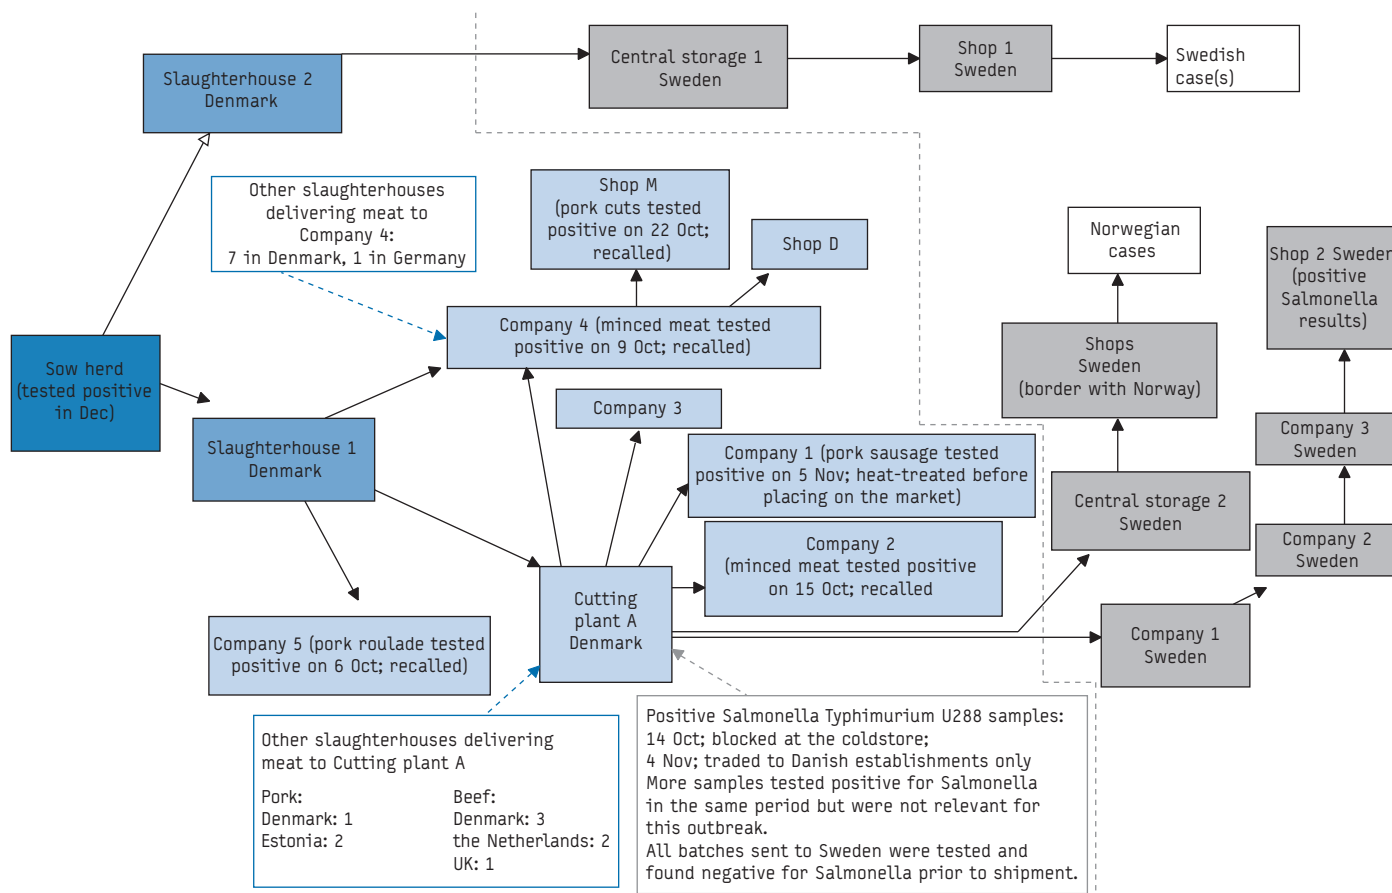 Slaughterhouse 2
Denmark
Central storage 1
Sweden
Shop 1
Sweden
Swedish
case(s)
Other slaughterhouses
delivering meat to
Company 4:
7 in Denmark, 1 in Germany
Shop M
(pork cuts tested
positive on 22 Oct;
recalled)
Shop D
Norwegian
cases
Shop 2 Sweden
(positive
Salmonella
results)
Company 4 (minced meat tested
positive on 9 Oct; recalled)
Shops
Sweden
(border with Norway)
Sow herd
(tested positive
in Dec)
Company 3
Slaughterhouse 1
Denmark
Company 1 (pork sausage tested
positive on 5 Nov; heat-treated before
placing on the market)
Company 3
Sweden
Central storage 2
Sweden
Company 2
(minced meat tested positive
on 15 Oct; recalled
Company 2
Sweden
Cutting
plant A
Denmark
Company 1
Sweden
Company 5 (pork roulade tested
positive on 6 Oct; recalled)
Other slaughterhouses delivering
meat to Cutting plant A
Pork:
Denmark: 1
Estonia: 2
Beef:
Denmark: 3
the Netherlands: 2
UK: 1
Positive Salmonella Typhimurium U288 samples:
14 Oct; blocked at the coldstore;
4 Nov; traded to Danish establishments only
More samples tested positive for Salmonella
in the same period but were not relevant for
this outbreak.
All batches sent to Sweden were tested and
found negative for Salmonella prior to shipment.